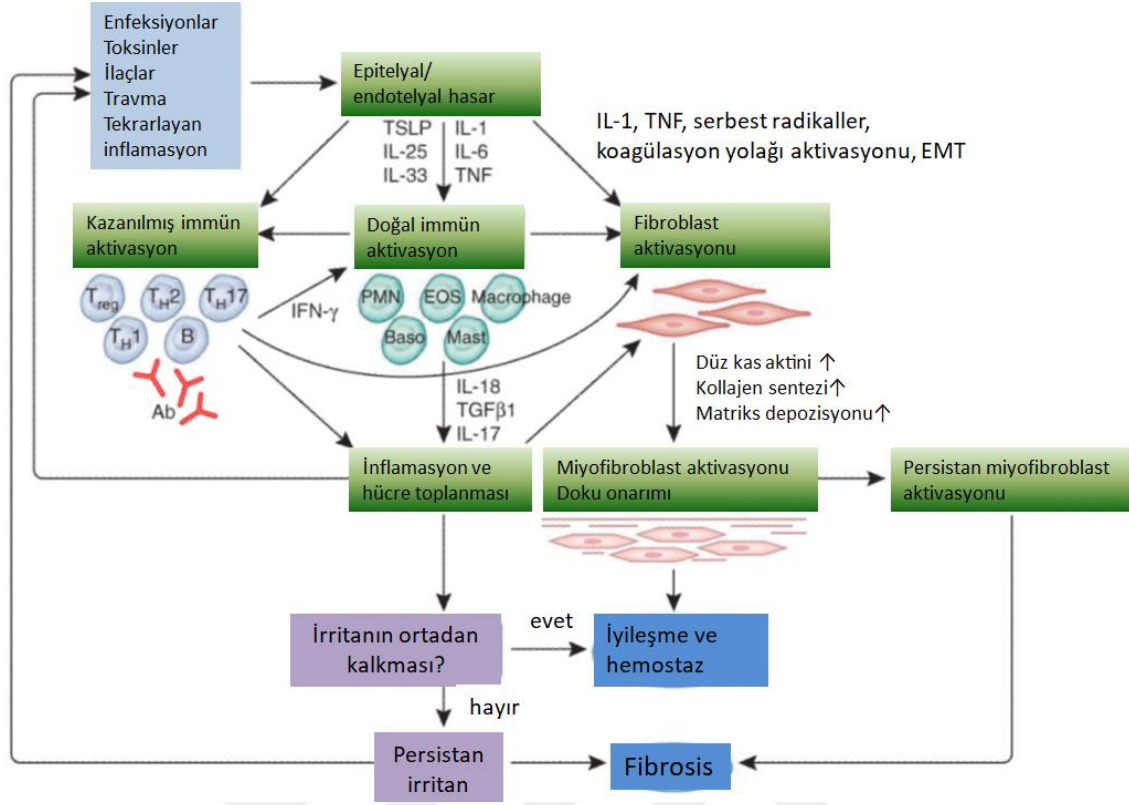 Enfeksiyonlar
Toksinler
İlaçlar
Travma
Tekrarlayan
inflamasyon
Epitelyal/
endotelyal hasar
TSLP
IL-25
IL-33
IL-1
IL-6
TNF
IL-1, TNF, serbest radikaller,
koagülasyon yolağı aktivasyonu, EMT
Kazanılmış immün
aktivasyon
Doğal immün
aktivasyon
Fibroblast
aktivasyonu
Treg
TH2
TH17
TH1
B
Ab
IFN-γ
PMN
EOS
Macrophage
Baso
Mast
IL-18
TGFβ1
IL-17
Düz kas aktini ↑
Kollajen sentezi↑
Matriks depozisyonu↑
İnflamasyon ve
hücre toplanması
Miyofibroblast aktivasyonu
Doku onarımı
Persistan miyofibroblast
aktivasyonu
İrritanın ortadan
kalkması?
evet
İyileşme ve
hemostaz
hayır
Persistan
irritan
Fibrosis